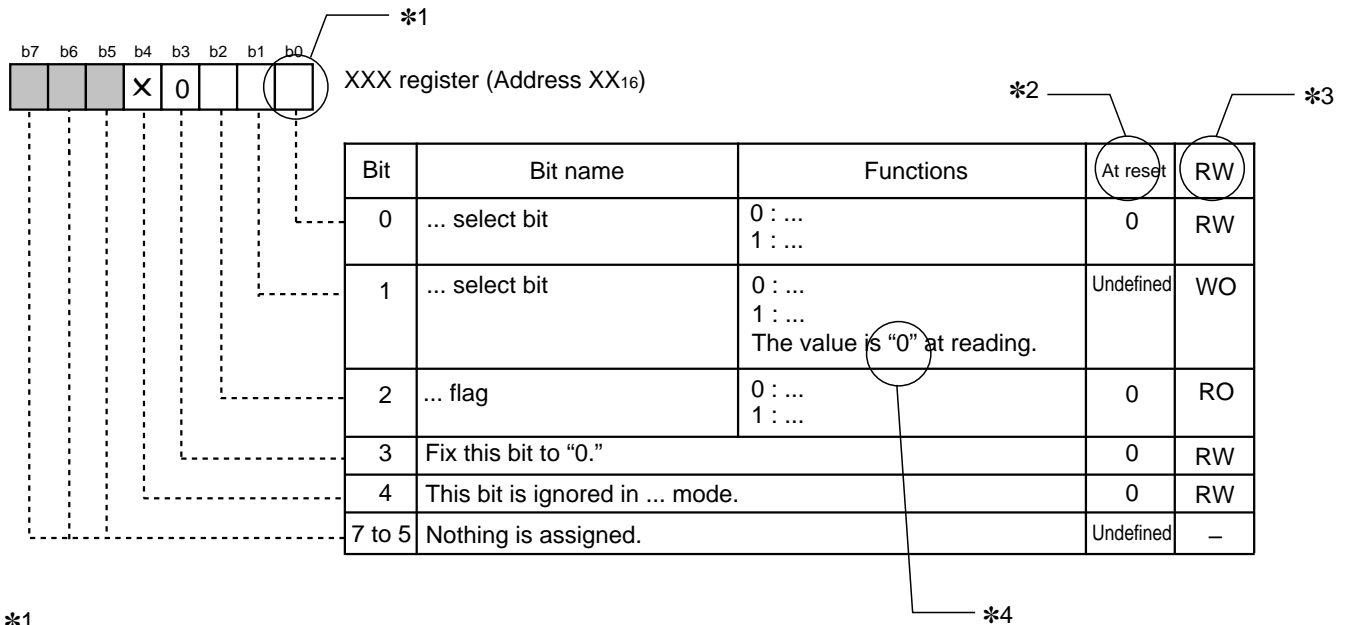 ✽1
b7 b6 b5 b4 b3 b2 b1 b0
X 0
XXX register (Address XX16)
✽2
✽3
Bit Bit name Functions At reset RW
0 ... select bit 0 : ... 0 RW
1 : ...
1 ... select bit 0 : ... Undefined WO
1 : ...
The value is “0” at reading.
2 ... flag 0 : ... 0 RO
1 : ...
3 Fix this bit to “0.” 0 RW
4 This bit is ignored in ... mode. 0 RW
7 to 5 Nothing is assigned. Undefined –
✽4
✽1